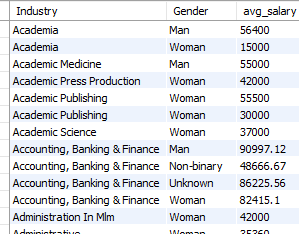 Industry Gender avg_salary
Academia Man 56400
Academia Woman 15000
Academic Medicine Man 55000
Academic Press Production Woman 42000
Academic Publishing Woman 55500
Academic Publishing Woman 30000
Academic Science Woman 37000
Accounting, Banking & Finance Man 90997.12
Accounting, Banking & Finance Non-binary 48666.67
Accounting, Banking & Finance Unknown 86225.56
Accounting, Banking & Finance Woman 82415.1
Administration In Mlm Woman 42000
Administrative Woman 35360